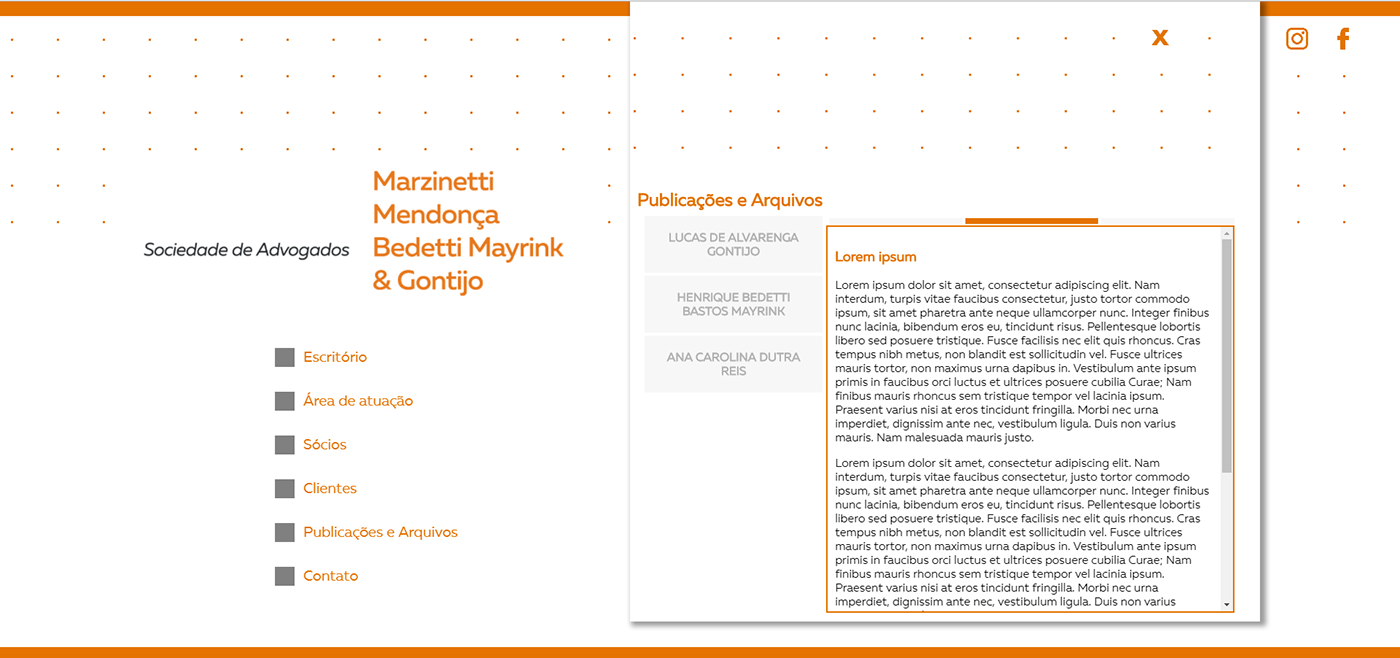 Sociedade de Advogados
Marzinetti
Mendonça
Bedetti Mayrink
& Gontijo
Escritório
Área de atuação
Sócios
Clientes
Publicações e Arquivos
Contato
X
Publicações e Arquivos
LUCAS DE ALVARENGA
GONTIJO
HENRIQUE BEDETTI
BASTOS MAYRINK
ANA CAROLINA DUTRA
REIS
Lorem ipsum
Lorem ipsum dolor sit amet, consectetur adipiscing elit. Nam
interdum, turpis vitae faucibus consectetur, justo tortor commodo
ipsum, sit amet pharetra ante neque ullamcorper nunc. Integer finibus
nunc lacinia, bibendum eros eu, tincidunt risus. Pellentesque lobortis
libero sed posuere tristique. Fusce facilisis nec elit quis rhoncus. Cras
tempus nibh metus, non blandit est sollicitudin vel. Fusce ultrices
mauris tortor, non maximus urna dapibus in. Vestibulum ante ipsum
primis in faucibus orci luctus et ultrices posuere cubilia Curae; Nam
finibus mauris rhoncus sem tristique tempor vel lacinia ipsum.
Praesent varius nisi at eros tincidunt fringilla. Morbi nec urna
imperdiet, dignissim ante nec, vestibulum ligula. Duis non varius
mauris. Nam malesuada mauris justo.
Lorem ipsum dolor sit amet, consectetur adipiscing elit. Nam
interdum, turpis vitae faucibus consectetur, justo tortor commodo
ipsum, sit amet pharetra ante neque ullamcorper nunc. Integer finibus
nunc lacinia, bibendum eros eu, tincidunt risus. Pellentesque lobortis
libero sed posuere tristique. Fusce facilisis nec elit quis rhoncus. Cras
tempus nibh metus, non blandit est sollicitudin vel. Fusce ultrices
mauris tortor, non maximus urna dapibus in. Vestibulum ante ipsum
primis in faucibus orci luctus et ultrices posuere cubilia Curae; Nam
finibus mauris rhoncus sem tristique tempor vel lacinia ipsum.
Praesent varius nisi at eros tincidunt fringilla. Morbi nec urna
imperdiet, dignissim ante nec, vestibulum ligula. Duis non varius